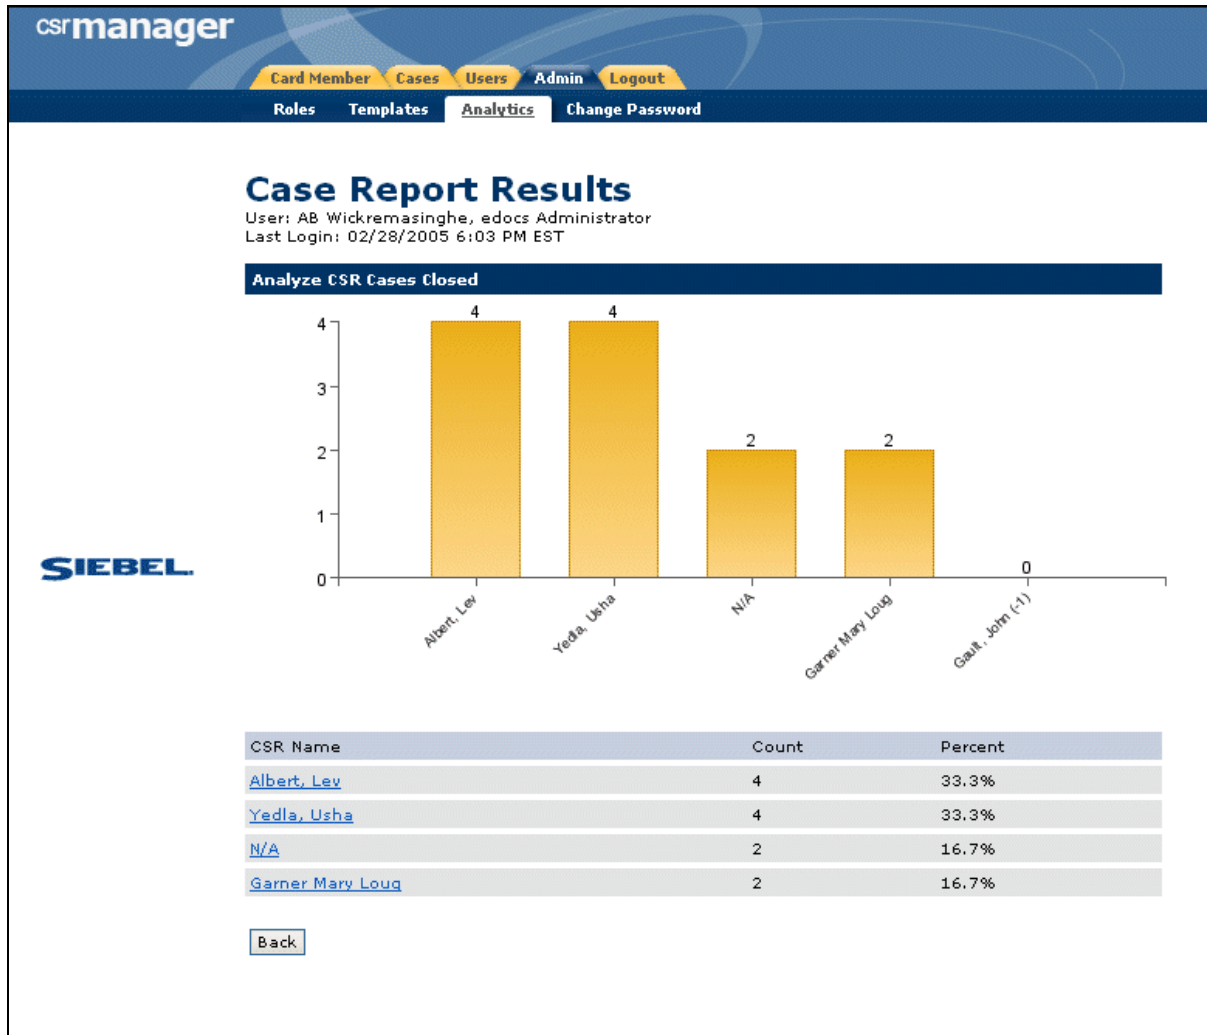 csrmanager
Card Member Cases Users Admin Logout
Roles Templates Analytics Change Password
Case Report Results
User: AB Wickremasinghe, edocs Administrator
Last Login: 02/28/2005 6:03 PM EST
Analyze CSR Cases Closed
4 4
4
3
2 2
2
1
SIEBEL.
0
0
Albert, Lev
Yedla, Usha
N/A
Garner Mary Louq
Gault, John (-1)
CSR Name Count Percent
Albert, Lev 4 33.3%
Yedla, Usha 4 33.3%
N/A 2 16.7%
Garner Mary Louq 2 16.7%
Back